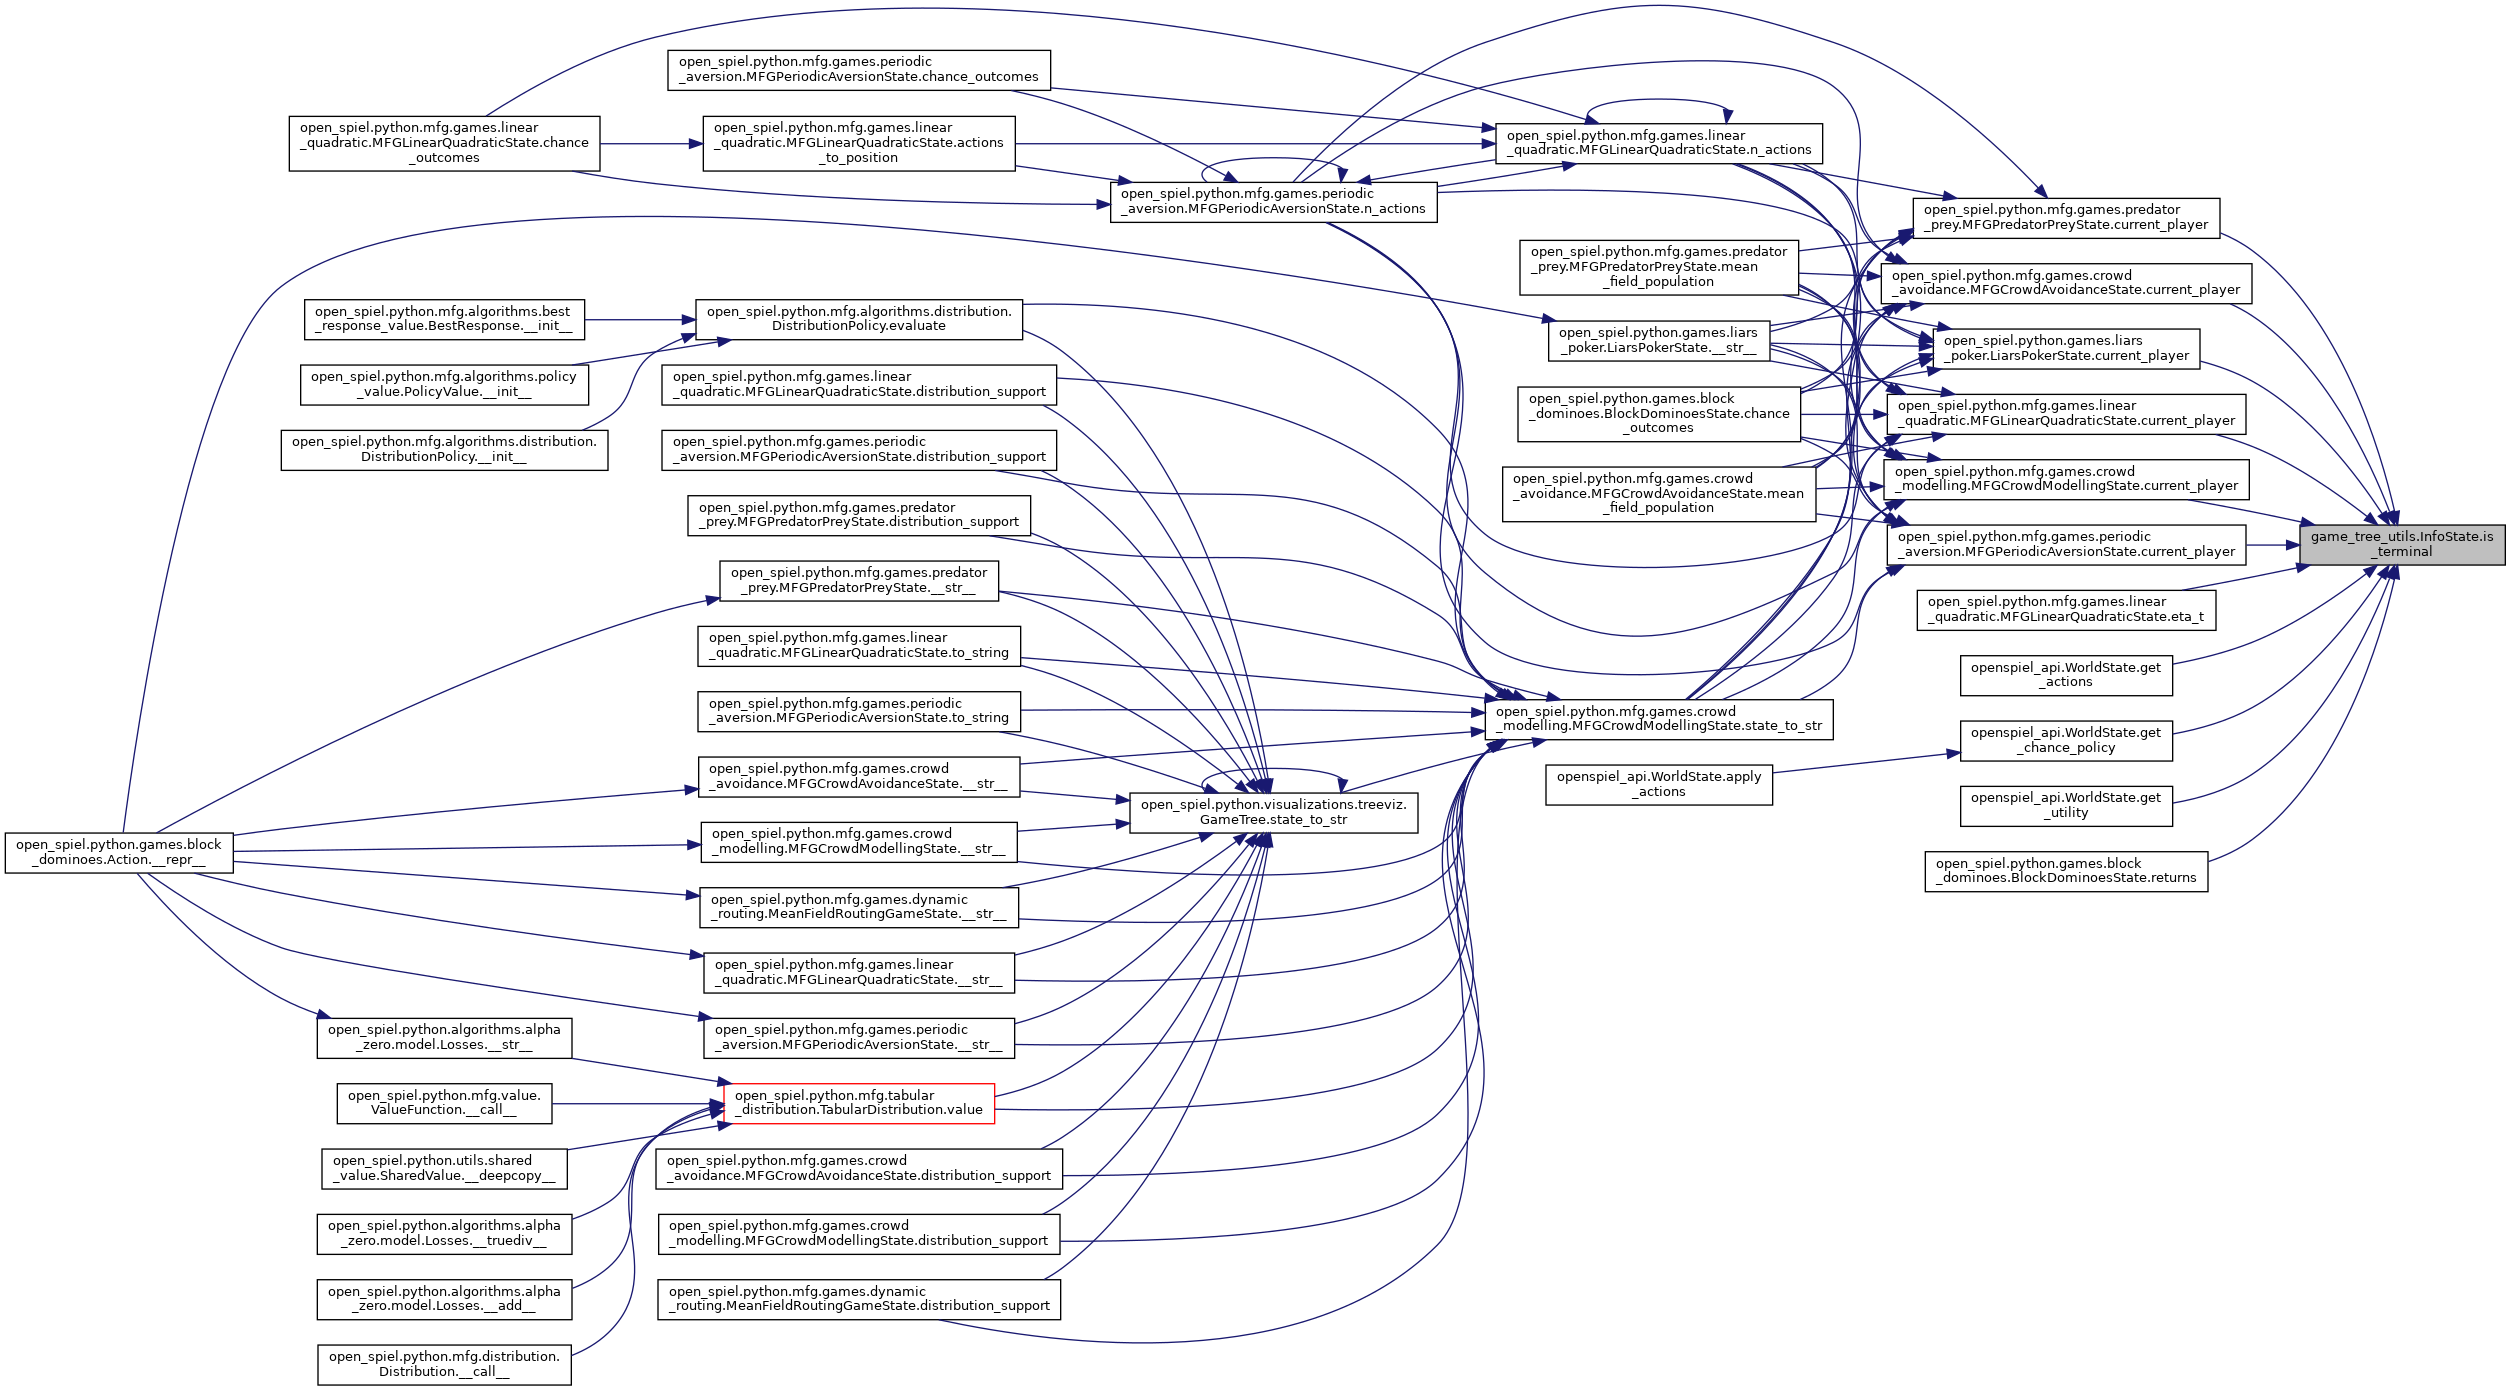 open_spiel.python.mfg.games.periodic
_aversion.MFGPeriodicAversionState.chance_outcomes
open_spiel.python.mfg.games.linear
_quadratic.MFGLinearQuadraticState.chance
_outcomes
open_spiel.python.mfg.games.linear
_quadratic.MFGLinearQuadraticState.actions
_to_position
open_spiel.python.mfg.games.linear
_quadratic.MFGLinearQuadraticState.n_actions
open_spiel.python.mfg.games.periodic
_aversion.MFGPeriodicAversionState.n_actions
open_spiel.python.mfg.games.predator
_prey.MFGPredatorPreyState.current_player
open_spiel.python.mfg.games.predator
_prey.MFGPredatorPreyState.mean
_field_population
open_spiel.python.mfg.games.crowd
_avoidance.MFGCrowdAvoidanceState.current_player
open_spiel.python.mfg.algorithms.best
_response_value.BestResponse.__init__
open_spiel.python.mfg.algorithms.distribution.
DistributionPolicy.evaluate
open_spiel.python.games.liars
_poker.LiarsPokerState.__str__
open_spiel.python.games.liars
_poker.LiarsPokerState.current_player
open_spiel.python.mfg.algorithms.policy
_value.PolicyValue.__init__
open_spiel.python.mfg.games.linear
_quadratic.MFGLinearQuadraticState.distribution_support
open_spiel.python.games.block
_dominoes.BlockDominoesState.chance
_outcomes
open_spiel.python.mfg.games.linear
_quadratic.MFGLinearQuadraticState.current_player
open_spiel.python.mfg.algorithms.distribution.
DistributionPolicy.__init__
open_spiel.python.mfg.games.periodic
_aversion.MFGPeriodicAversionState.distribution_support
open_spiel.python.mfg.games.crowd
_avoidance.MFGCrowdAvoidanceState.mean
_field_population
open_spiel.python.mfg.games.crowd
_modelling.MFGCrowdModellingState.current_player
open_spiel.python.mfg.games.predator
_prey.MFGPredatorPreyState.distribution_support
open_spiel.python.mfg.games.periodic
_aversion.MFGPeriodicAversionState.current_player
game_tree_utils.InfoState.is
_terminal
open_spiel.python.mfg.games.predator
_prey.MFGPredatorPreyState.__str__
open_spiel.python.mfg.games.linear
_quadratic.MFGLinearQuadraticState.eta_t
open_spiel.python.mfg.games.linear
_quadratic.MFGLinearQuadraticState.to_string
openspiel_api.WorldState.get
_actions
open_spiel.python.mfg.games.periodic
_aversion.MFGPeriodicAversionState.to_string
open_spiel.python.mfg.games.crowd
_modelling.MFGCrowdModellingState.state_to_str
openspiel_api.WorldState.get
_chance_policy
open_spiel.python.mfg.games.crowd
_avoidance.MFGCrowdAvoidanceState.__str__
openspiel_api.WorldState.apply
_actions
open_spiel.python.visualizations.treeviz.
GameTree.state_to_str
openspiel_api.WorldState.get
_utility
open_spiel.python.games.block
_dominoes.Action.__repr__
open_spiel.python.mfg.games.crowd
_modelling.MFGCrowdModellingState.__str__
open_spiel.python.games.block
_dominoes.BlockDominoesState.returns
open_spiel.python.mfg.games.dynamic
_routing.MeanFieldRoutingGameState.__str__
open_spiel.python.mfg.games.linear
_quadratic.MFGLinearQuadraticState.__str__
open_spiel.python.algorithms.alpha
_zero.model.Losses.__str__
open_spiel.python.mfg.games.periodic
_aversion.MFGPeriodicAversionState.__str__
open_spiel.python.mfg.value.
ValueFunction.__call__
open_spiel.python.mfg.tabular
_distribution.TabularDistribution.value
open_spiel.python.utils.shared
_value.SharedValue.__deepcopy__
open_spiel.python.mfg.games.crowd
_avoidance.MFGCrowdAvoidanceState.distribution_support
open_spiel.python.algorithms.alpha
_zero.model.Losses.__truediv__
open_spiel.python.mfg.games.crowd
_modelling.MFGCrowdModellingState.distribution_support
open_spiel.python.algorithms.alpha
_zero.model.Losses.__add__
open_spiel.python.mfg.games.dynamic
_routing.MeanFieldRoutingGameState.distribution_support
open_spiel.python.mfg.distribution.
Distribution.__call__